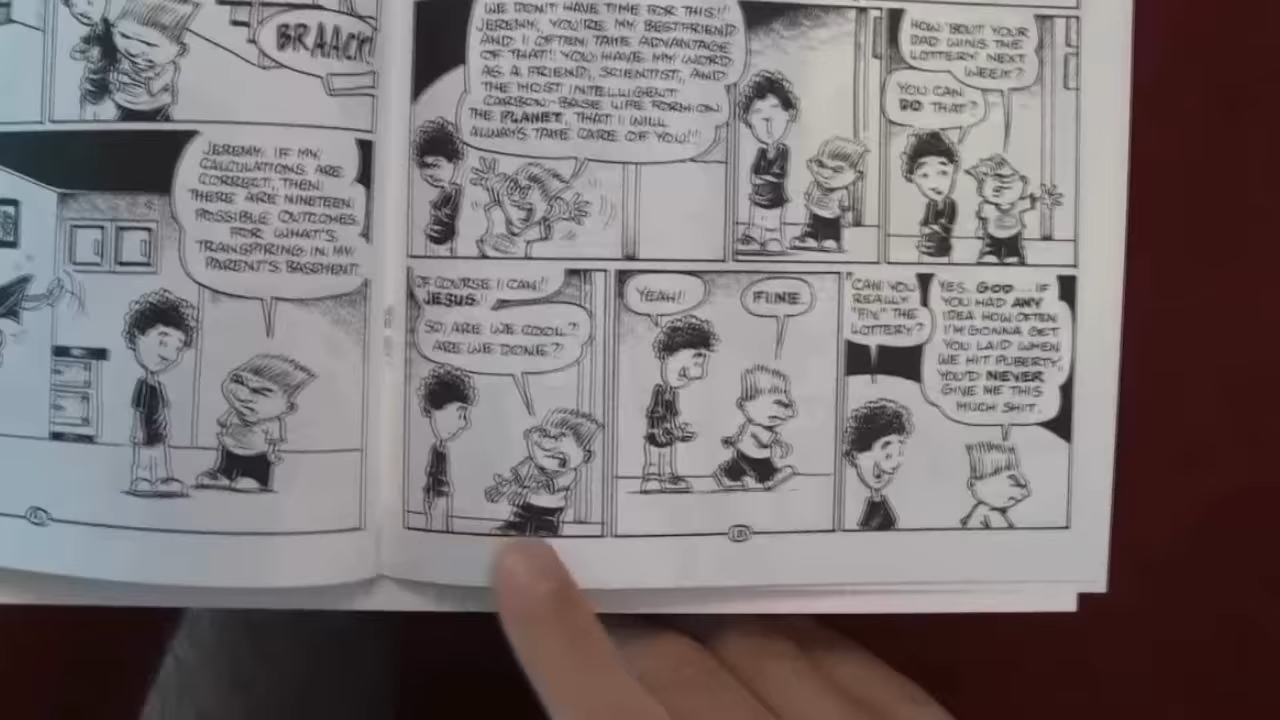 BRAACK!
JEREMY, IF MY
CALCULATIONS ARE
CORRECT, THEN
THERE ARE NINETEEN
POSSIBLE OUTCOMES
FOR WHAT'S
TRANSPIRING IN MY
PARENT'S BASEMENT.
WE DON'T HAVE TIME FOR THIS!!
JEREMY, YOU'RE MY BEST FRIEND
AND I OFTEN TAKE ADVANTAGE
OF THAT!! YOU HAVE MY WORD
AS A FRIEND, SCIENTIST, AND
THE MOST INTELLIGENT
CARBON-BASE LIFE FORM ON
THE PLANET, THAT I WILL
ALWAYS TAKE CARE OF YOU!!!
HOW 'BOUT YOUR
DAD WINS THE
LOTTERY NEXT
WEEK?
YOU CAN
DO THAT?
OF COURSE I CAN!!
JESUS!!
SO, ARE WE COOL?
ARE WE DONE?
YEAH!!
FINE.
CAN YOU
REALLY
"FIX" THE
LOTTERY?
YES. GOD... IF
YOU HAD ANY
IDEA HOW OFTEN
I'M GONNA GET
YOU LAID WHEN
WE HIT PUBERTY,
YOU'D NEVER
GIVE ME THIS
MUCH SHIT.